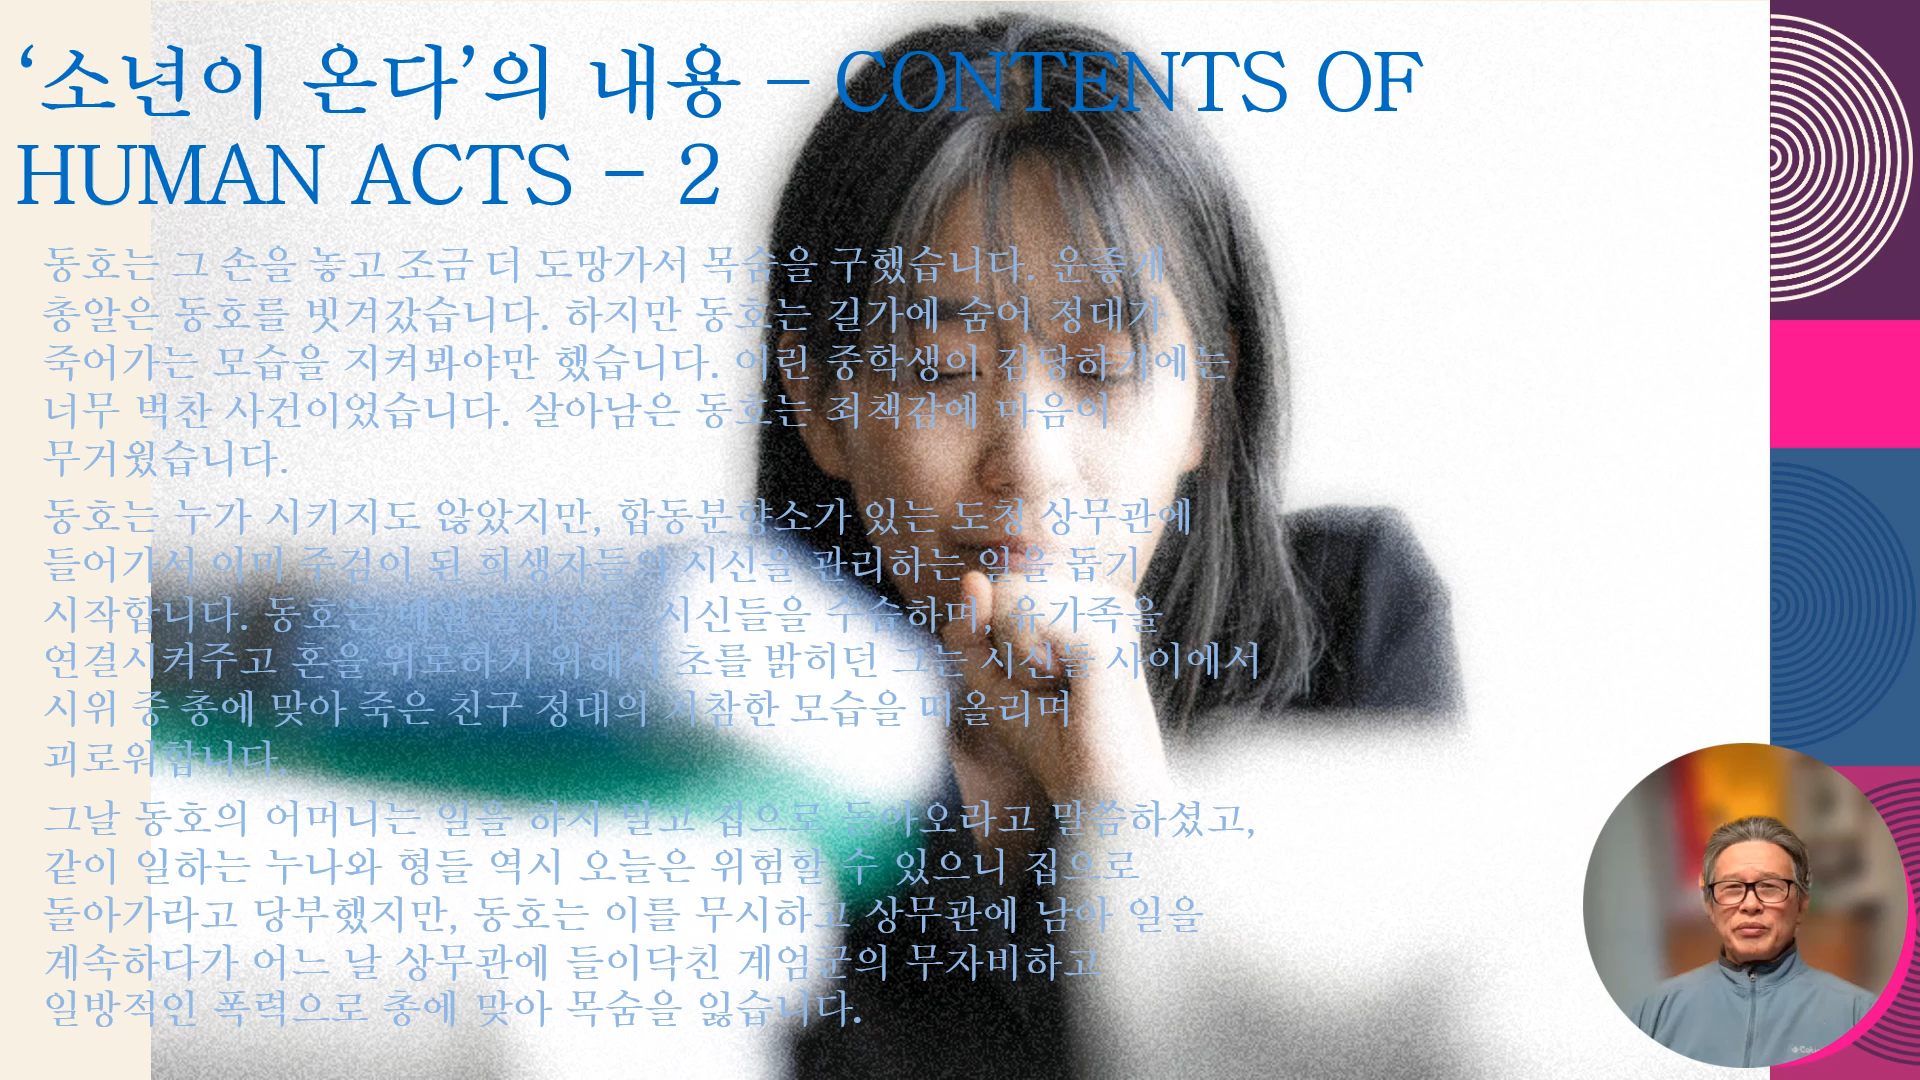 ‘소년이 온다’의 내용 – CONTENTS OF
HUMAN ACTS – 2
동호는 그 손을 놓고 조금 더 도망가서 목숨을 구했습니다. 운좋게
총알은 동호를 빗겨갔습니다. 하지만 동호는 길가에 숨어 정대가
죽어가는 모습을 지켜봐야만 했습니다. 어린 중학생이 감당하기에는
너무 벅찬 사건이었습니다. 살아남은 동호는 죄책감에 마음이
무거웠습니다.
동호는 누가 시키지도 않았지만, 합동분향소가 있는 도청 상무관에
들어가서 이미 주검이 된 희생자들의 시신을 관리하는 일을 돕기
시작합니다. 동호는 매일 시신들을 수습하며, 유가족을
연결시켜주고 혼을 위로하기 위해서 초를 밝히던 그는 시신들 사이에서
시위 중 총에 맞아 죽은 친구 정대의 처참한 모습을 떠올리며
괴로워합니다.
그날 동호의 어머니는 일을 하지 말고 집으로 돌아오라고 말씀하셨고,
같이 일하는 누나와 형들 역시 오늘은 위험할 수 있으니 집으로
돌아가라고 당부했지만, 동호는 이를 무시하고 상무관에 남아 일을
계속하다가 어느 날 상무관에 들이닥친 계엄군의 무자비하고
일방적인 폭력으로 총에 맞아 목숨을 잃습니다.